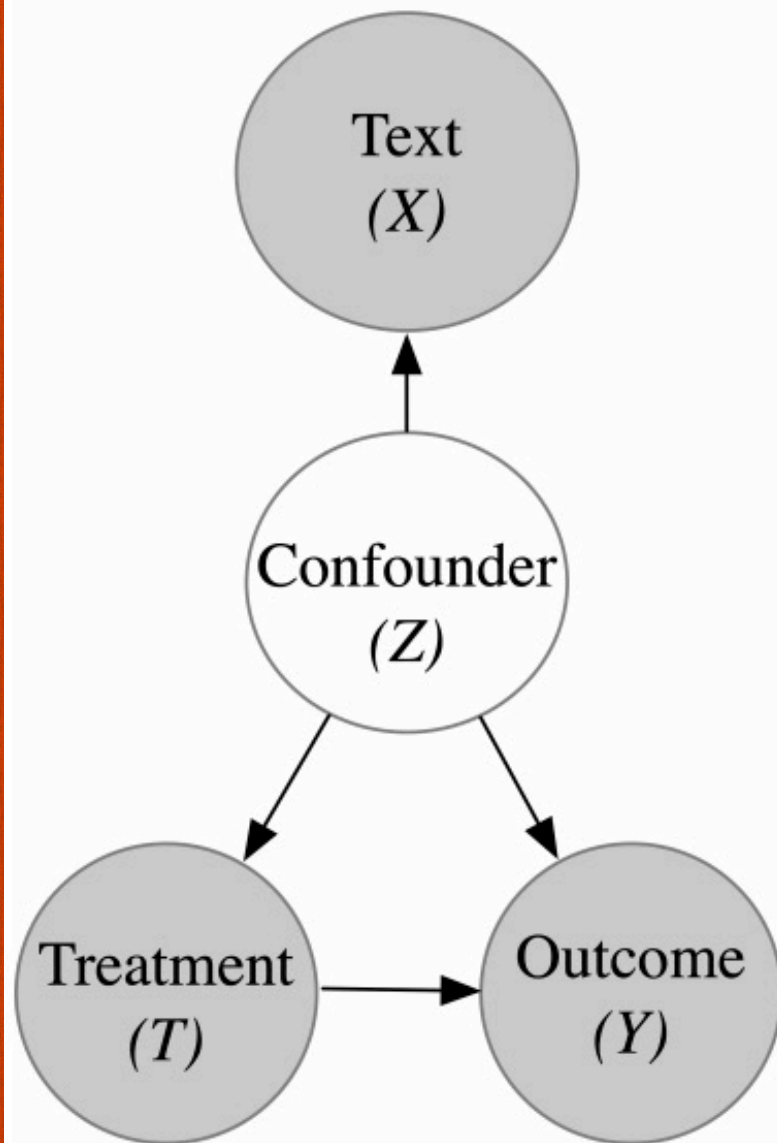 Text
(X)
Confounder
(Z)
Treatment
(T)
Outcome
(Y)